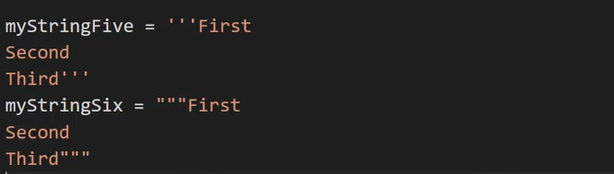 myStringFive = '''First
Second
Third'''
myStringSix = """First
Second
Third"""